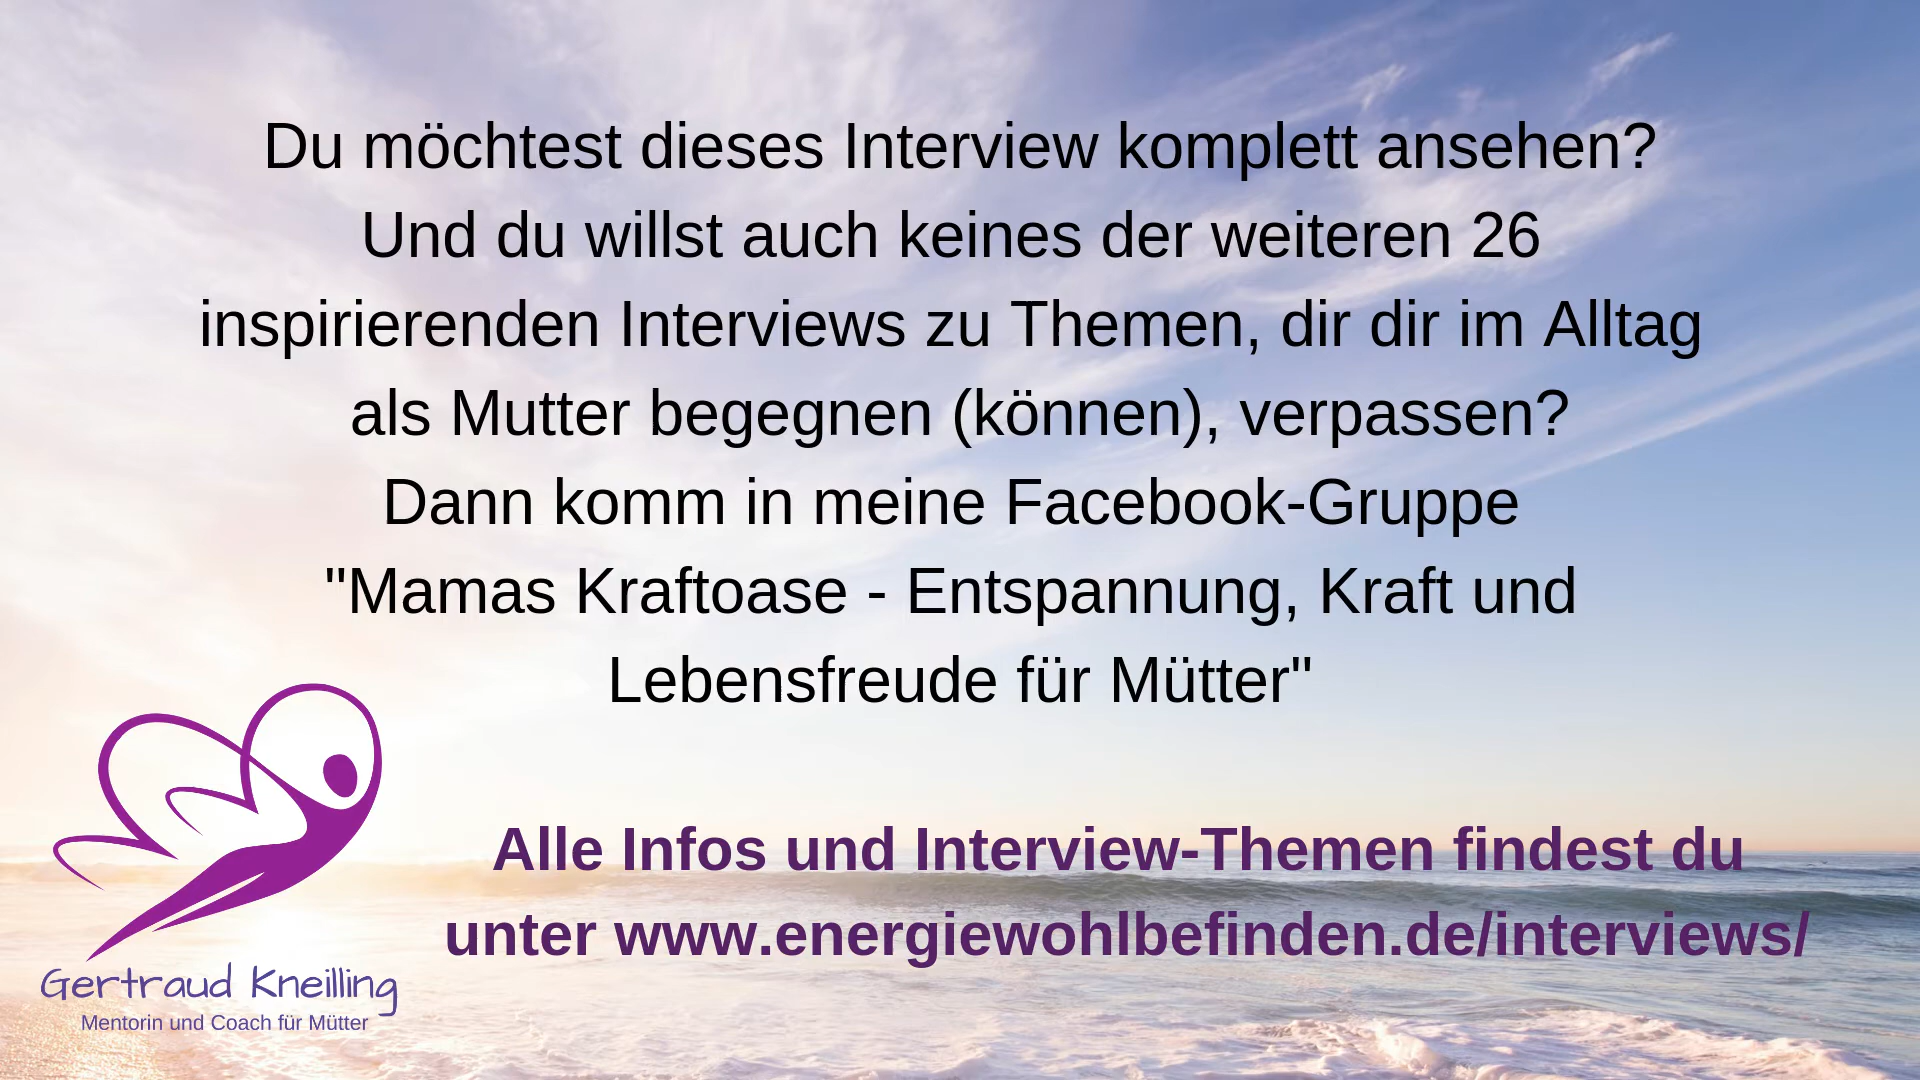 Du möchtest dieses Interview komplett ansehen?
Und du willst auch keines der weiteren 26
inspirierenden Interviews zu Themen, dir dir im Alltag
als Mutter begegnen (können), verpassen?
Dann komm in meine Facebook-Gruppe
"Mamas Kraftoase - Entspannung, Kraft und
Lebensfreude für Mütter"
Alle Infos und Interview-Themen findest du
unter www.energiewohlbefinden.de/interviews/
Gertraud Kneilling
Mentorin und Coach für Mütter